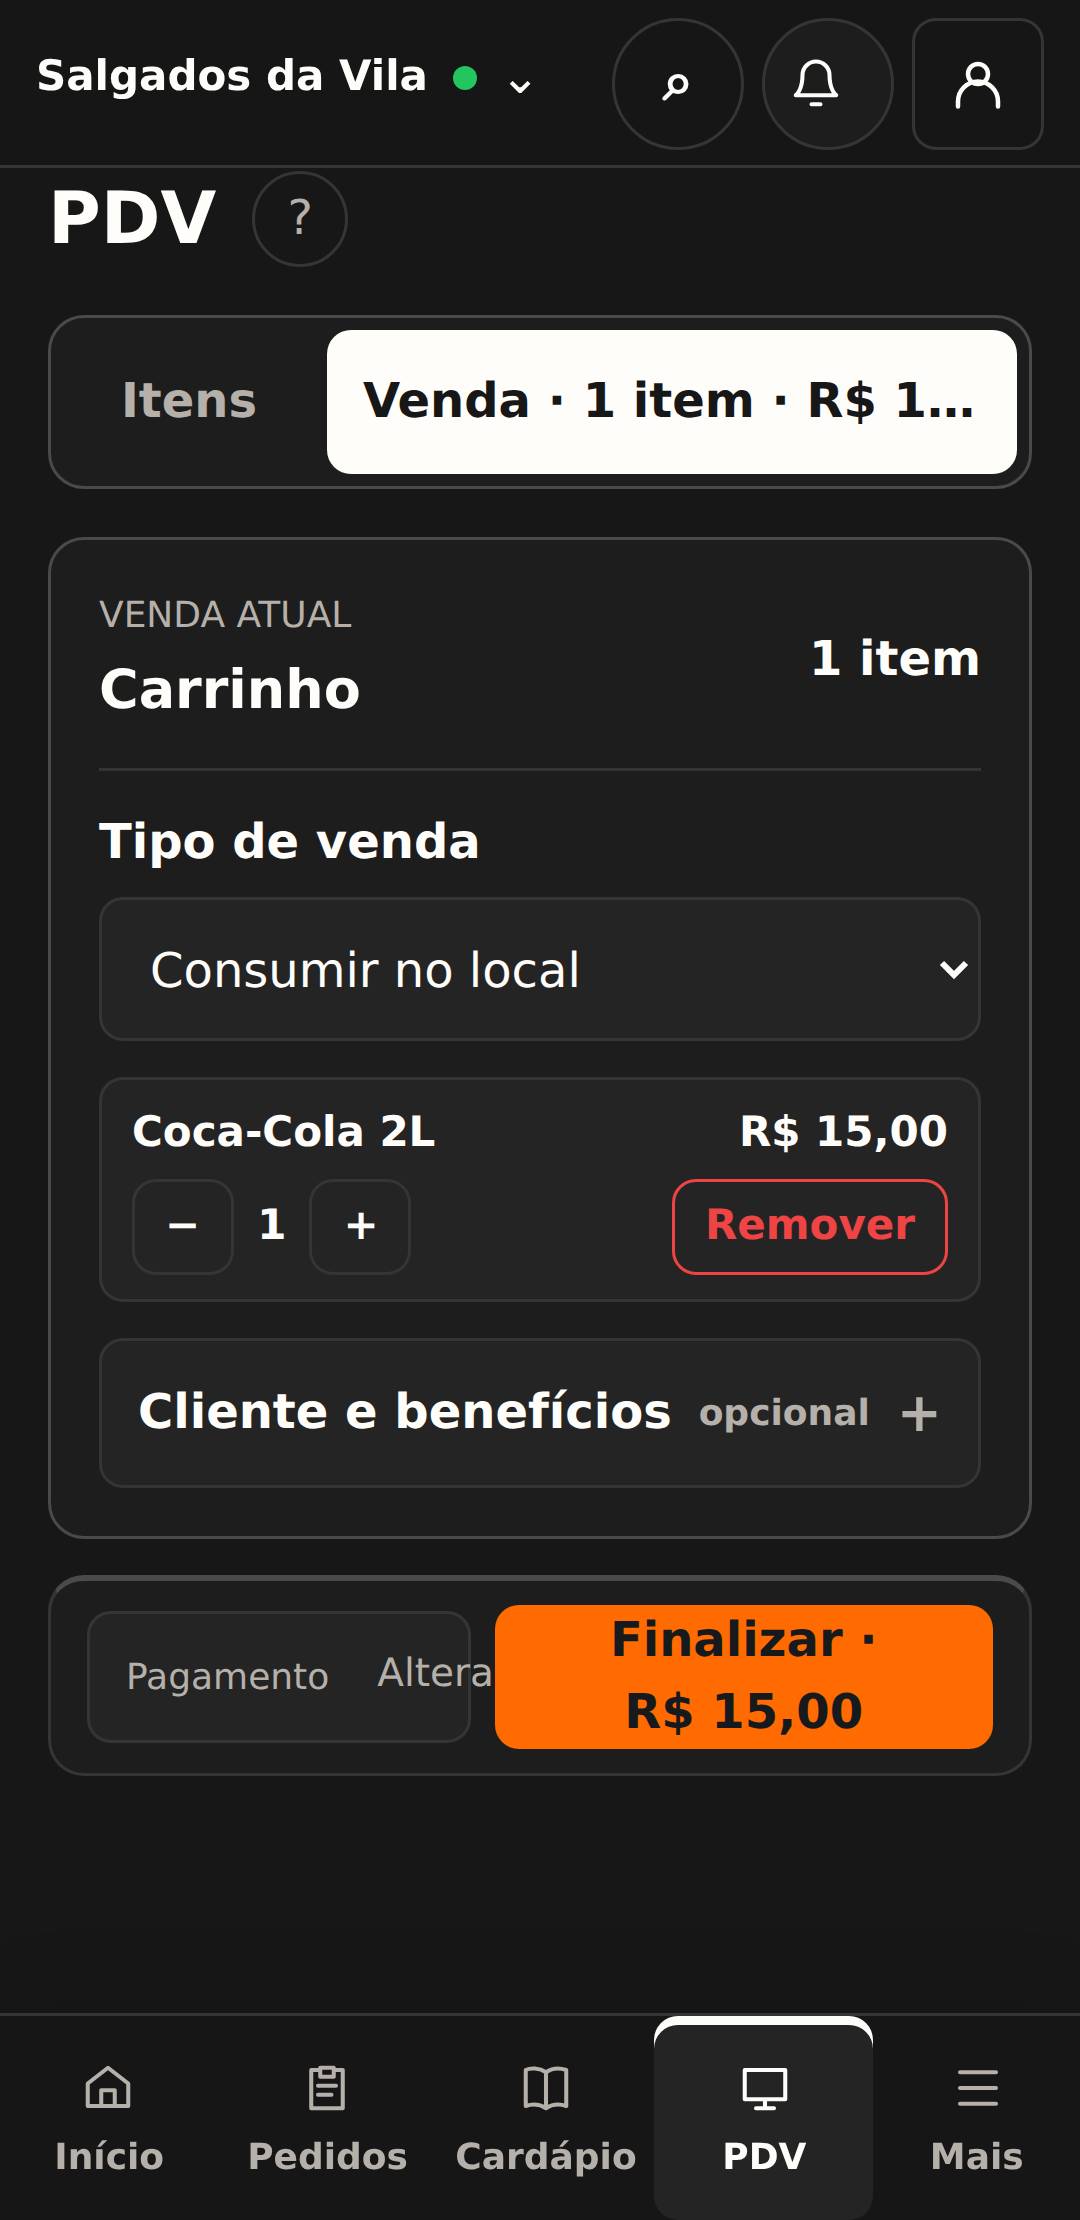 Salgados da Vila
PDV ?
Itens
Venda · 1 item · R$ 1...
VENDA ATUAL
Carrinho
1 item
Tipo de venda
Consumir no local
Coca-Cola 2L
R$ 15,00
− 1 +
Remover
Cliente e benefícios opcional +
Pagamento Altera
Finalizar ·
R$ 15,00
Início
Pedidos
Cardápio
PDV
Mais